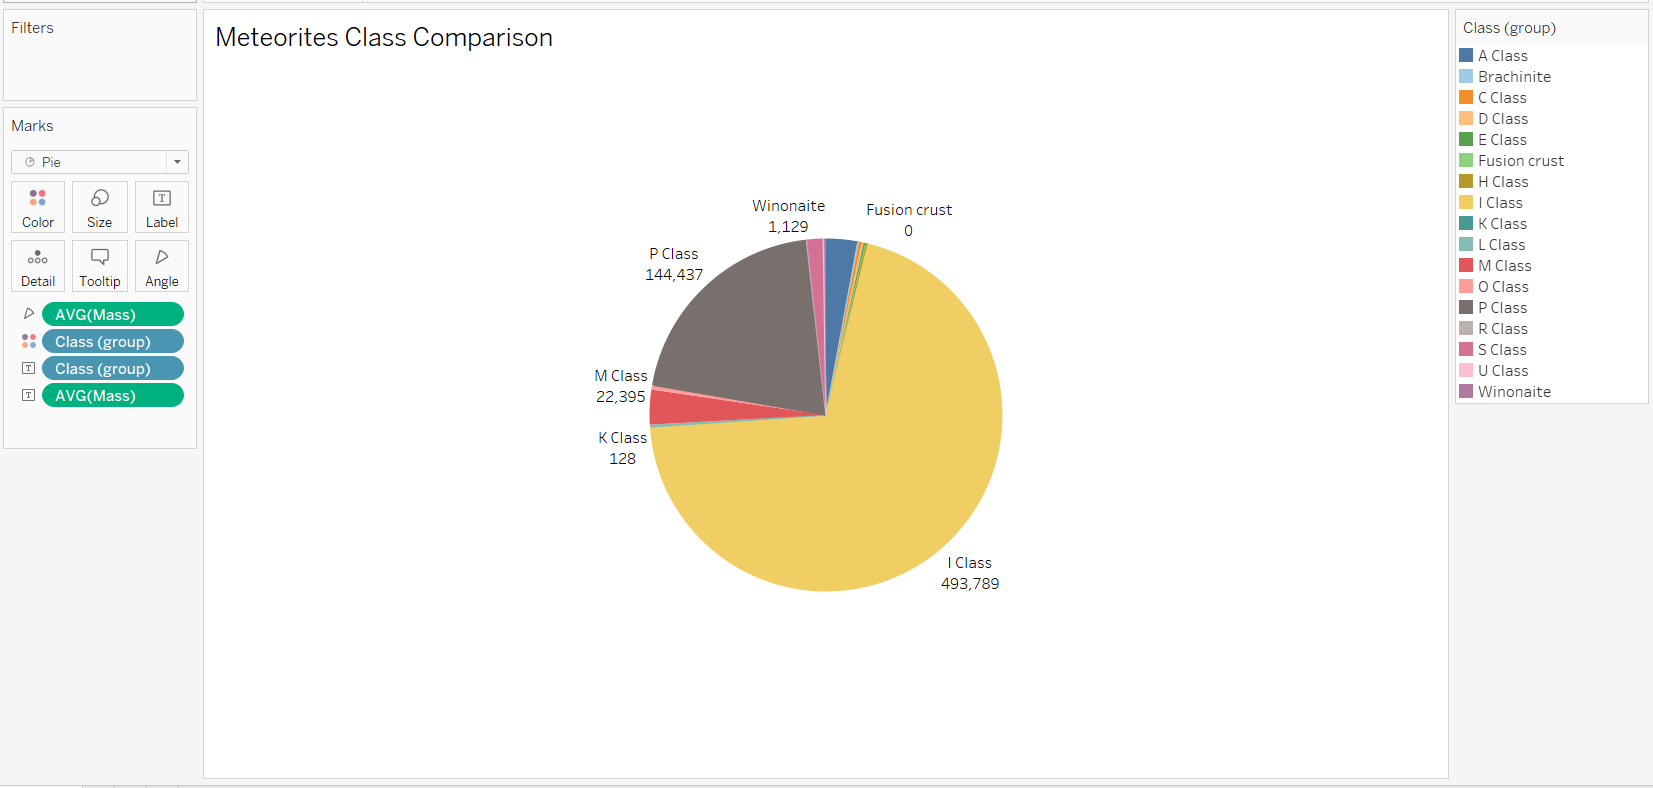 Filters
Marks
Pie
Color
Size
T
Label
Detail
Tooltip
Angle
AVG(Mass)
Class (group)
T
Class (group)
T
AVG(Mass)
Meteorites Class Comparison
Winonaite
1,129
Fusion crust
0
P Class
144,437
M Class
22,395
K Class
128
I Class
493,789
Class (group)
A Class
Brachinite
C Class
D Class
E Class
Fusion crust
H Class
I Class
K Class
L Class
M Class
O Class
P Class
R Class
S Class
U Class
Winonaite